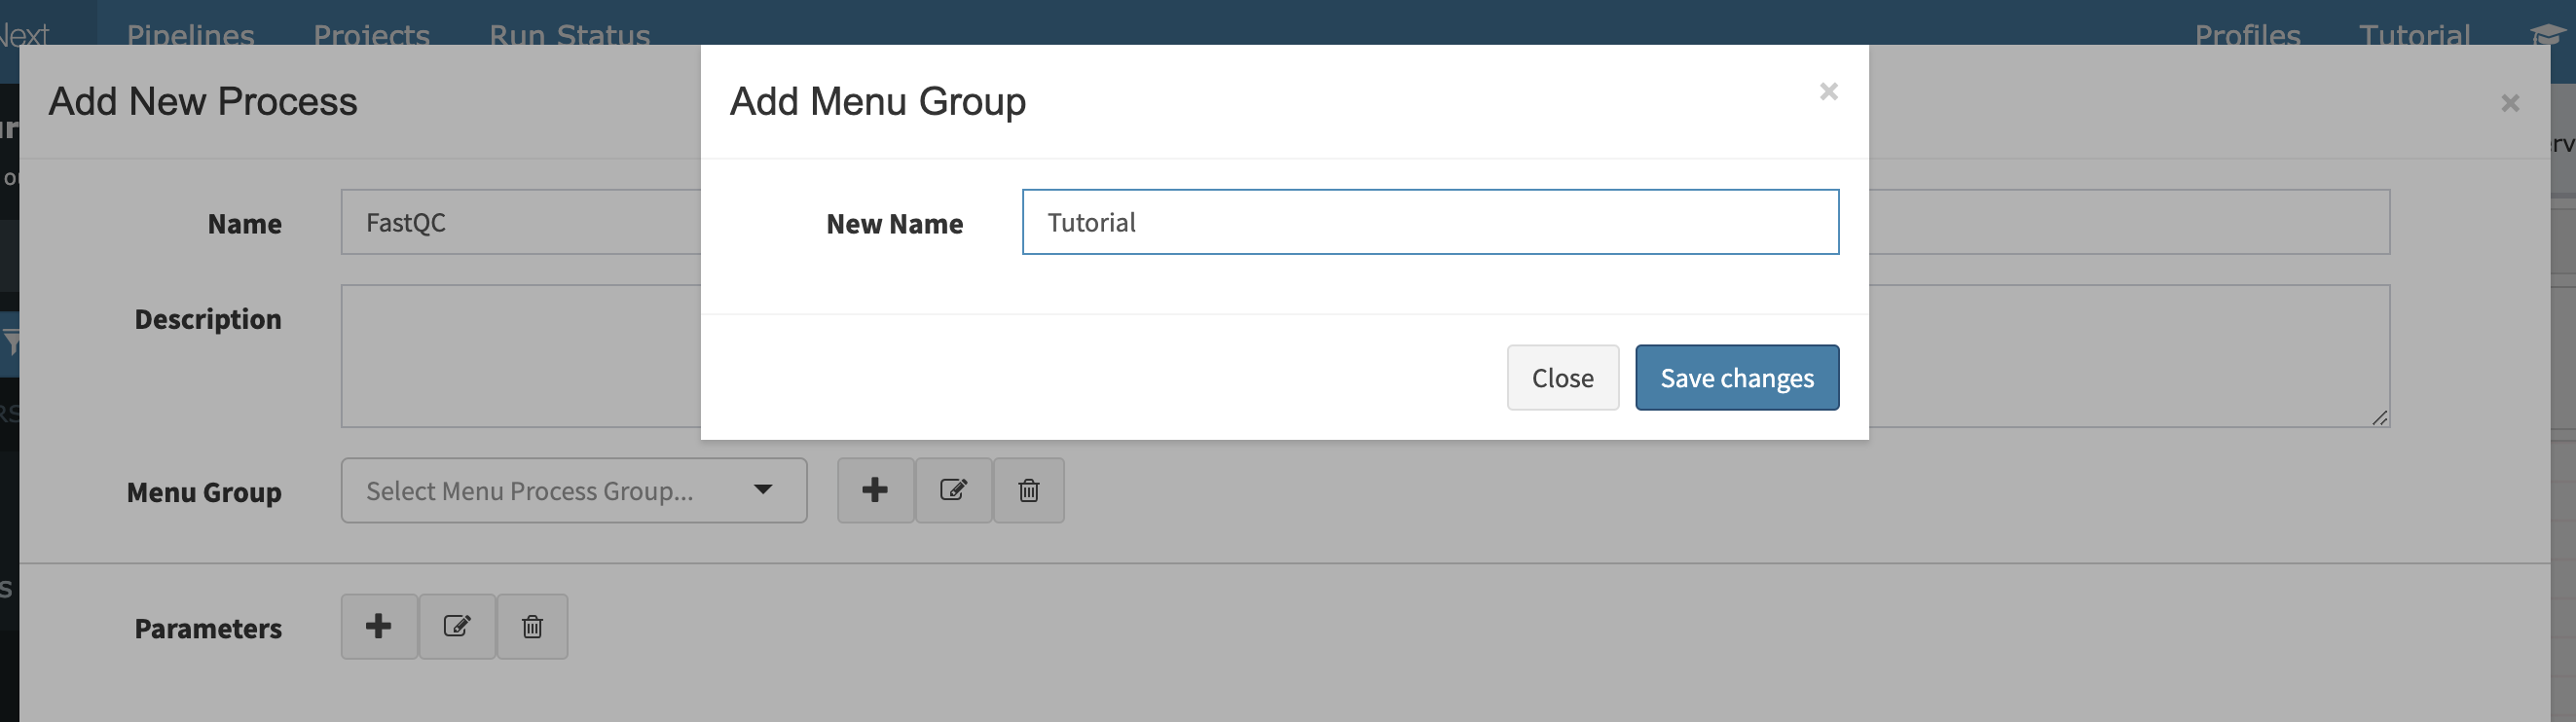 Pipelines Projects Run Status Profiles Tutorial
Add New Process
Add Menu Group
Name FastQC
New Name Tutorial
Description
Close Save changes
Menu Group Select Menu Process Group...
Parameters